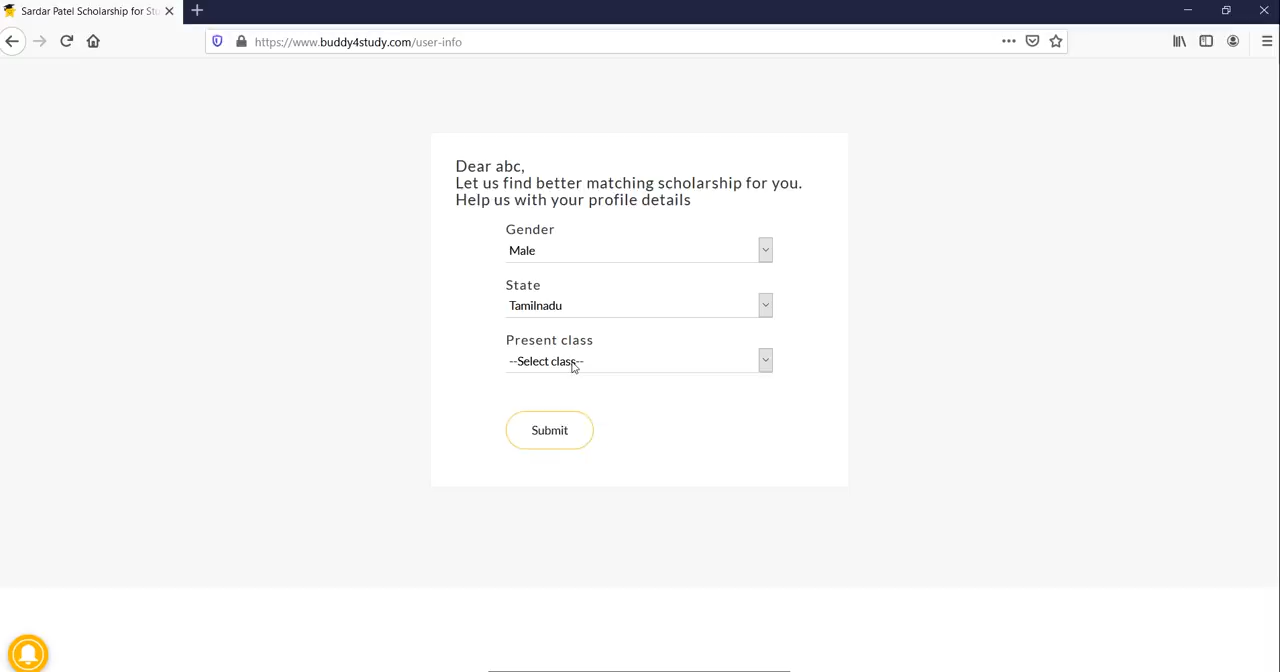 Sardar Patel Scholarship for Stu
https://www.buddy4study.com/user-info
Dear abc,
Let us find better matching scholarship for you.
Help us with your profile details
Gender
Male
State
Tamilnadu
Present class
--Select class--
Submit